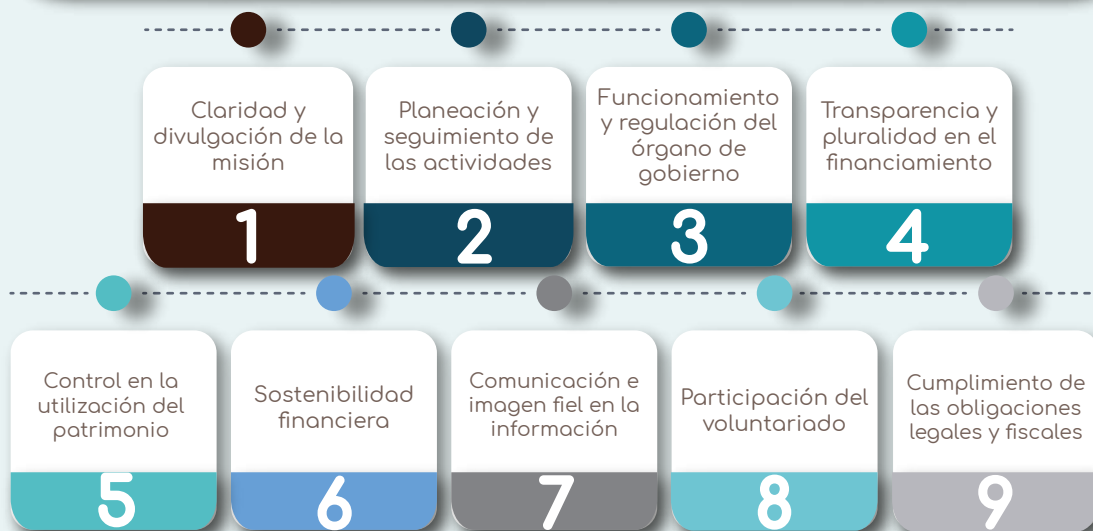 Claridad y
divulgación de la
misión
1
Planeación y
seguimiento de
las actividades
2
Funcionamiento
y regulación del
órgano de
gobierno
3
Transparencia y
pluralidad en el
financiamiento
4
Control en la
utilización del
patrimonio
5
Sostenibilidad
financiera
6
Comunicación e
imagen fiel en la
información
7
Participación del
voluntariado
8
Cumplimiento de
las obligaciones
legales y fiscales
9